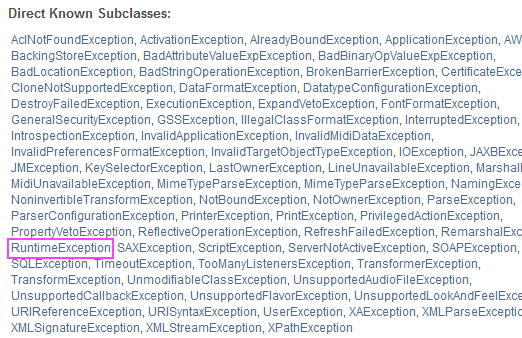 Direct Known Subclasses:
AclNotFoundException, ActivationException, AlreadyBoundException, ApplicationException, AW
BackingStoreException, BadAttributeValueExpException, BadBinaryOpValueExpException,
BadLocationException, BadStringOperationException, BrokenBarrierException, CertificateExce
CloneNotSupportedException, DataFormatException, DatatypeConfigurationException,
DestroyFailedException, ExecutionException, ExpandVetoException, FontFormatException,
GeneralSecurityException, GSSException, IllegalClassFormatException, InterruptedException,
IntrospectionException, InvalidApplicationException, InvalidMidiDataException,
InvalidPreferencesFormatException, InvalidTargetObjectTypeException, IOException, JAXBExce
JMException, KeySelectorException, LastOwnerException, LineUnavailableException, Marshall
MidiUnavailableException, MimeTypeParseException, MimeTypeParseException, NamingExce
NoninvertibleTransformException, NotBoundException, NotOwnerException, ParseException,
ParserConfigurationException, PrinterException, PrintException, PrivilegedActionException,
PropertyVetoException, ReflectiveOperationException, RefreshFailedException, RemarshalExce
RuntimeException, SAXException, ScriptException, ServerNotActiveException, SOAPException,
SQLException, TimeoutException, TooManyListenersException, TransformerException,
TransformException, UnmodifiableClassException, UnsupportedAudioFileException,
UnsupportedCallbackException, UnsupportedFlavorException, UnsupportedLookAndFeelExce
URIReferenceException, URISyntaxException, UserException, XAException, XMLParseExceptio
XMLSignatureException, XMLStreamException, XPathException